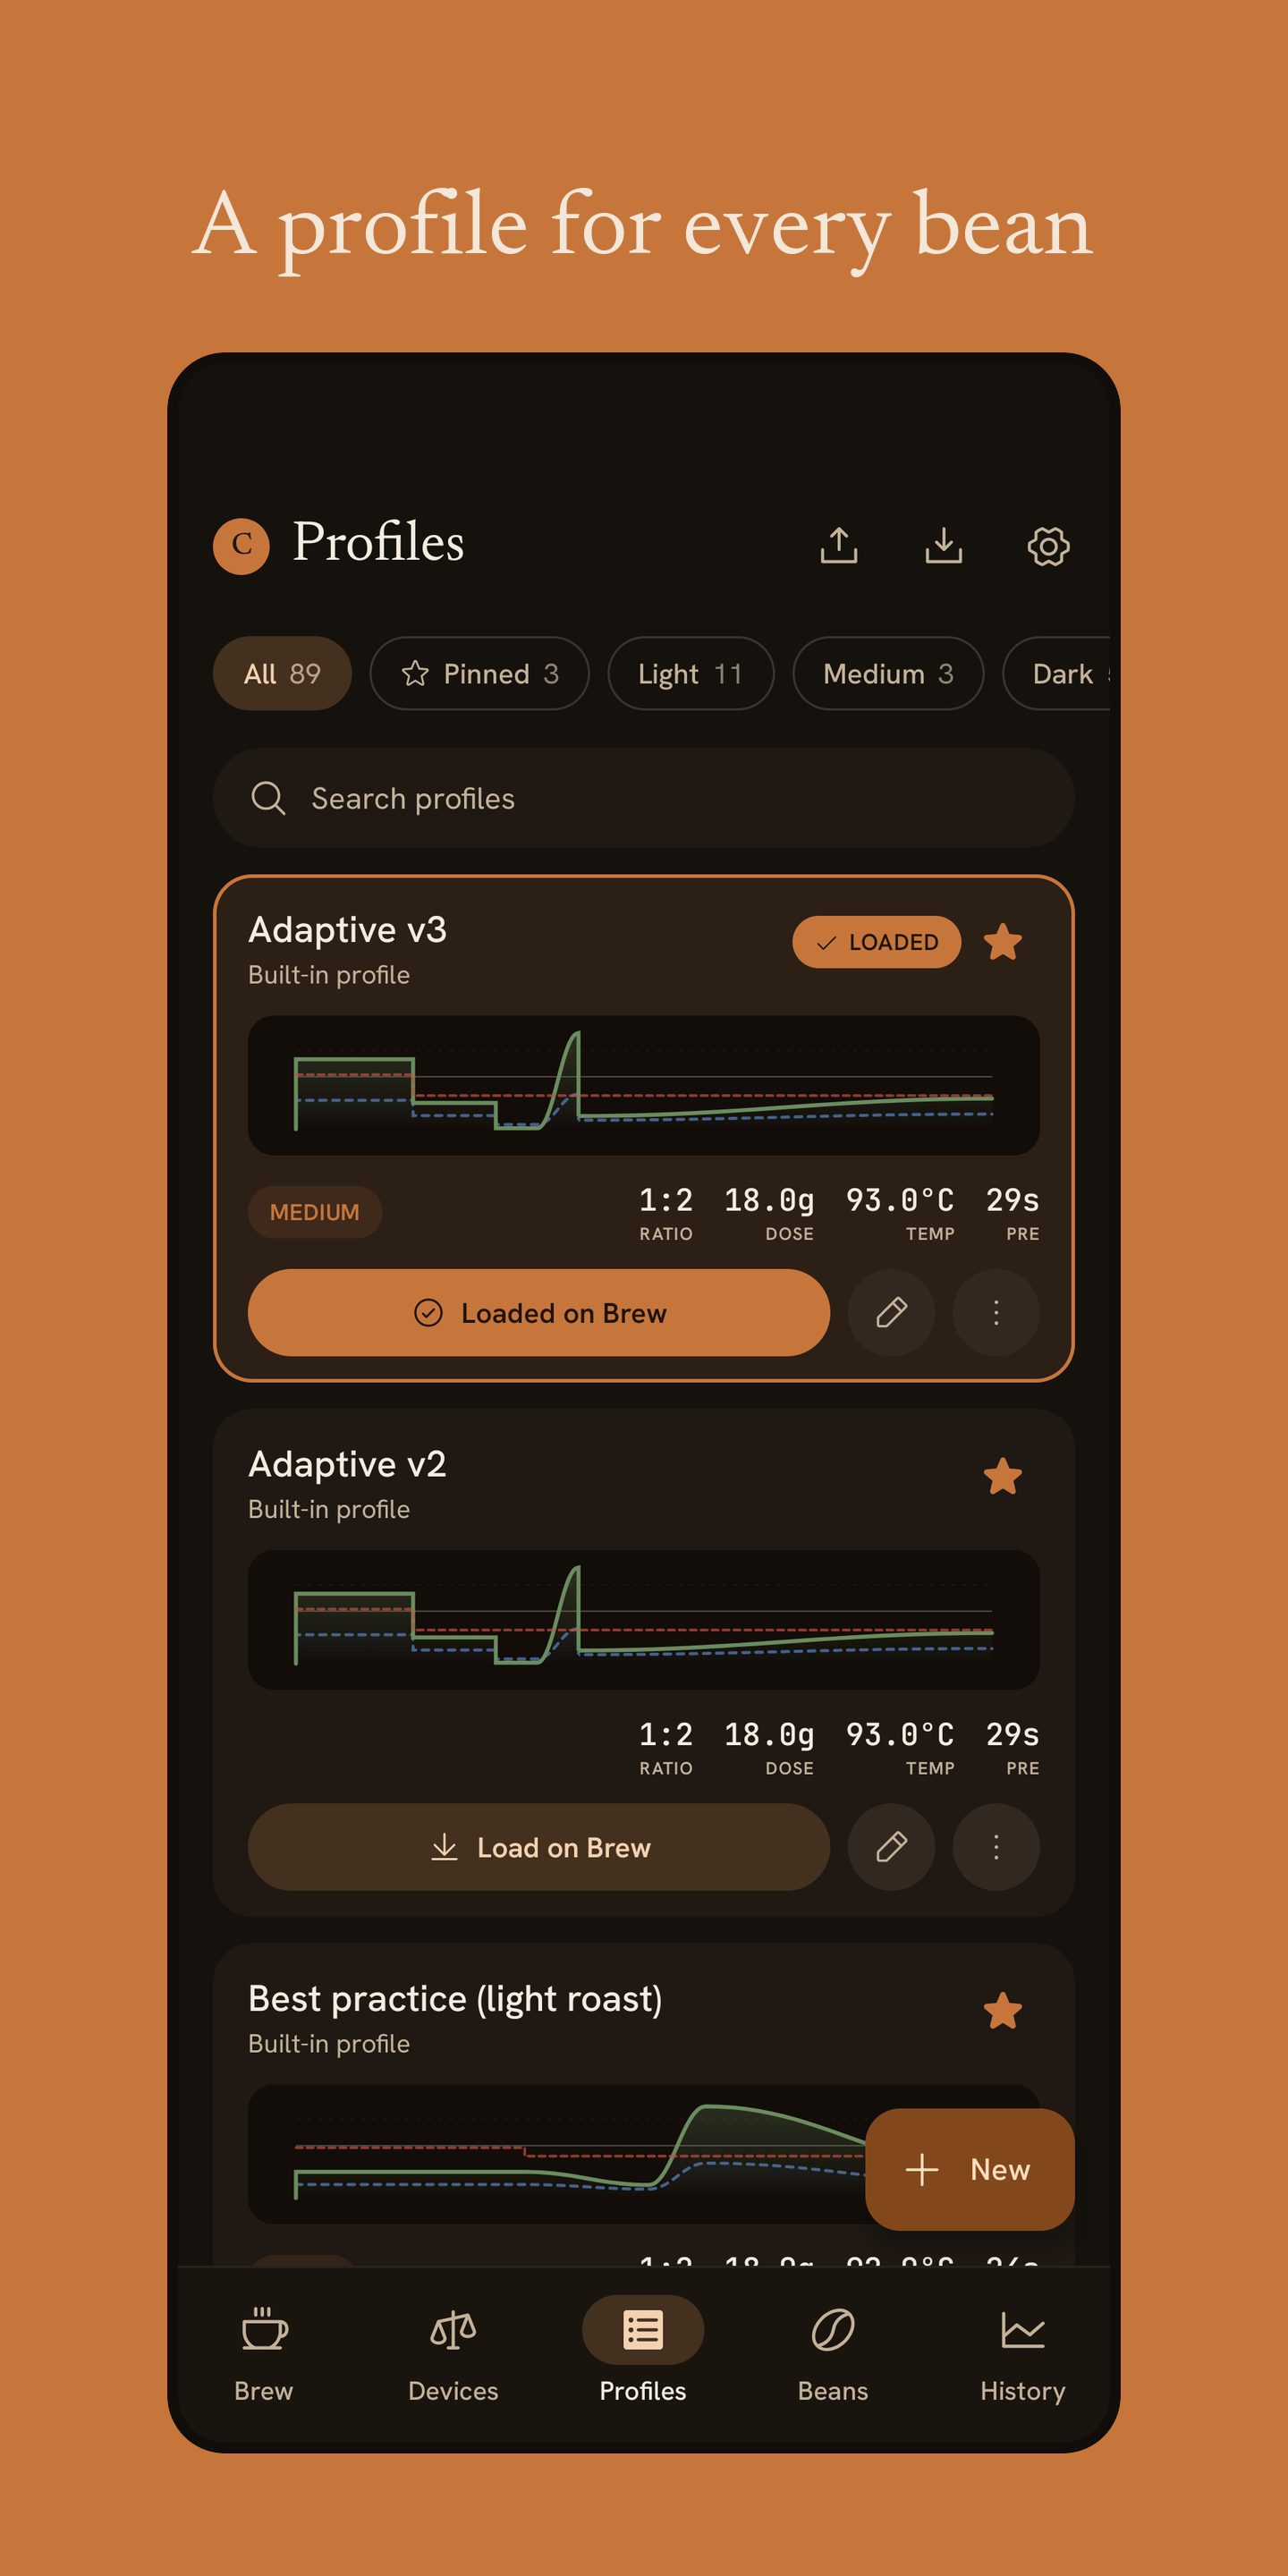 A profile for every bean
C Profiles
All 89 Pinned 3 Light 11 Medium 3 Dark
Search profiles
Adaptive v3
LOADED
Built-in profile
MEDIUM
1:2 18.0g 93.0°C 29s
RATIO DOSE TEMP PRE
Loaded on Brew
Adaptive v2
Built-in profile
1:2 18.0g 93.0°C 29s
RATIO DOSE TEMP PRE
Load on Brew
Best practice (light roast)
Built-in profile
New
Brew Devices Profiles Beans History